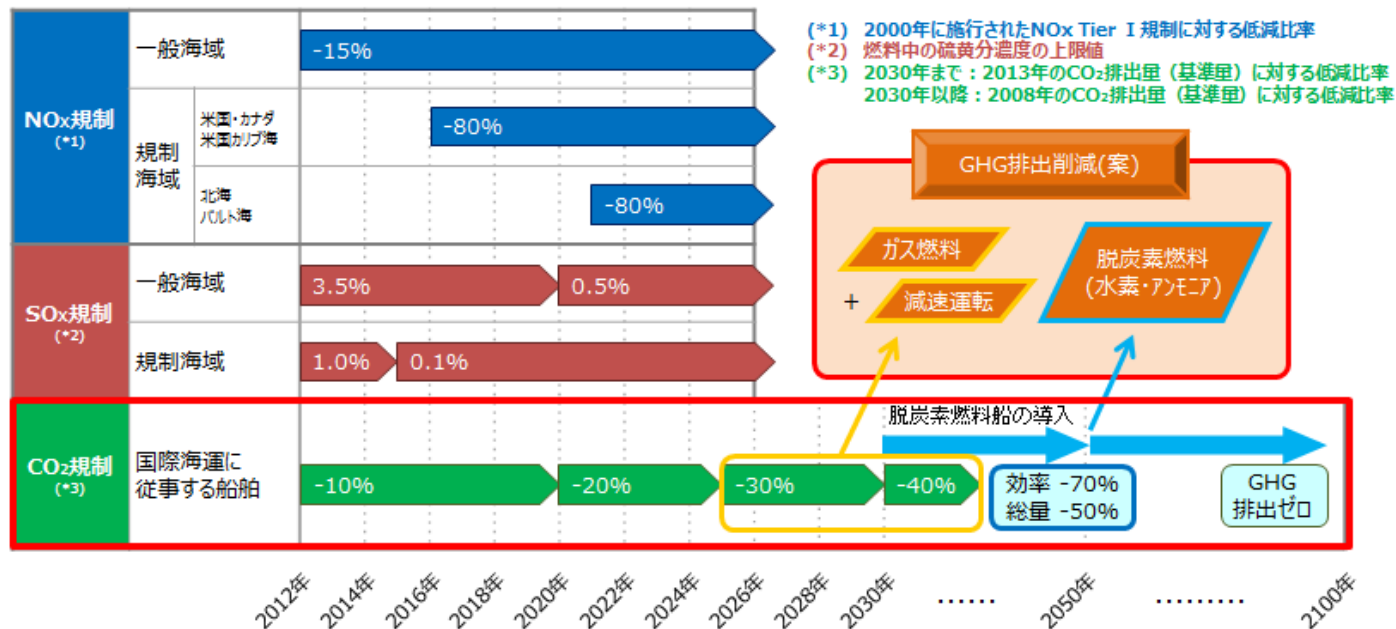 (*1) 2000年に施行されたNOx Tier Ⅰ 規制に対する低減比率
(*2) 燃料中の硫黄分濃度の上限値
(*3) 2030年まで：2013年のCO₂排出量（基準量）に対する低減比率
2030年以降：2008年のCO₂排出量（基準量）に対する低減比率
NOx規制
(*1)
一般海域
-15%
規制
海域
米国・カナダ
米国カリブ海
-80%
北海
バルト海
-80%
GHG排出削減(案)
ガス燃料
+
減速運転
脱炭素燃料
(水素・アンモニア)
SOx規制
(*2)
一般海域
3.5%
0.5%
規制海域
1.0%
0.1%
CO₂規制
(*3)
国際海運に
従事する船舶
-10%
-20%
-30%
-40%
脱炭素燃料船の導入
効率 -70%
総量 -50%
GHG
排出ゼロ
2012年
2014年
2016年
2018年
2020年
2022年
2024年
2026年
2028年
2030年
......
2050年
.........
2100年